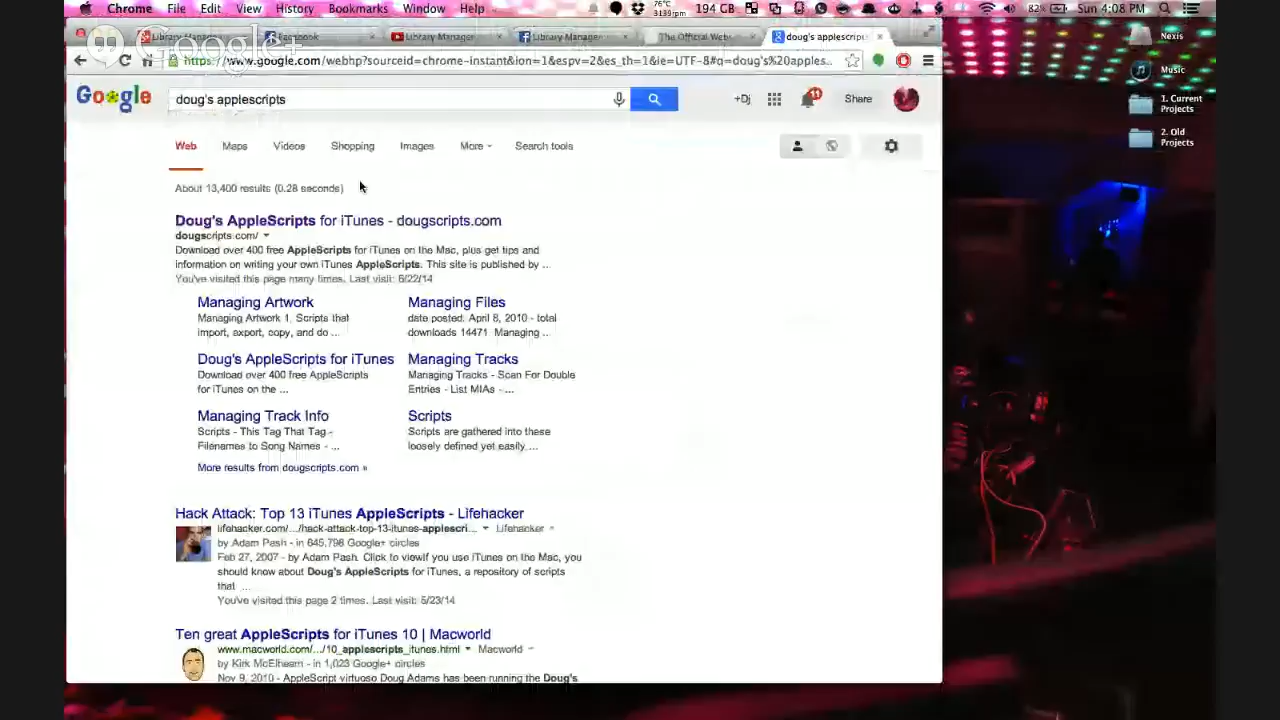 Chrome File Edit View History Bookmarks Window Help 76°C 3139rpm 194 GB 82% Sun 4:08 PM
Google+
Library Manage Facebook Library Manager Library Manager The Official Web doug's applescripts
https://www.google.com/webhp?sourceid=chrome-instant&ion=1&espv=2&es_th=1&ie=UTF-8#q=doug's%20apples...
Google doug's applescripts +Dj 11 Share
Web Maps Videos Shopping Images More Search tools
About 13,400 results (0.28 seconds)
Doug's AppleScripts for iTunes - dougscripts.com
dougscripts.com/
Download over 400 free AppleScripts for iTunes on the Mac, plus get tips and
information on writing your own iTunes AppleScripts. This site is published by ...
You've visited this page many times. Last visit: 6/22/14
Managing Artwork
Managing Artwork 1. Scripts that
import, export, copy, and do ...
Managing Files
date posted. April 8, 2010 - total
downloads 14471 Managing ...
Doug's AppleScripts for iTunes
Download over 400 free AppleScripts
for iTunes on the ...
Managing Tracks
Managing Tracks - Scan For Double
Entries - List MIAs - ...
Managing Track Info
Scripts - This Tag That Tag -
Filenames to Song Names - ...
Scripts
Scripts are gathered into these
loosely defined yet easily ...
More results from dougscripts.com »
Hack Attack: Top 13 iTunes AppleScripts - Lifehacker
lifehacker.com/.../hack-attack-top-13-itunes-applescri... Lifehacker
by Adam Pash - in 645,798 Google+ circles
Feb 27, 2007 - by Adam Pash. Click to viewIf you use iTunes on the Mac, you
should know about Doug's AppleScripts for iTunes, a repository of scripts
that ...
You've visited this page 2 times. Last visit: 5/23/14
Ten great AppleScripts for iTunes 10 | Macworld
www.macworld.com/.../10_applescripts_itunes.html Macworld
by Kirk McElhearn - in 1,023 Google+ circles
Nov 9, 2010 - AppleScript virtuoso Doug Adams has been running the Doug's
Nexis
Music
1. Current
Projects
2. Old
Projects